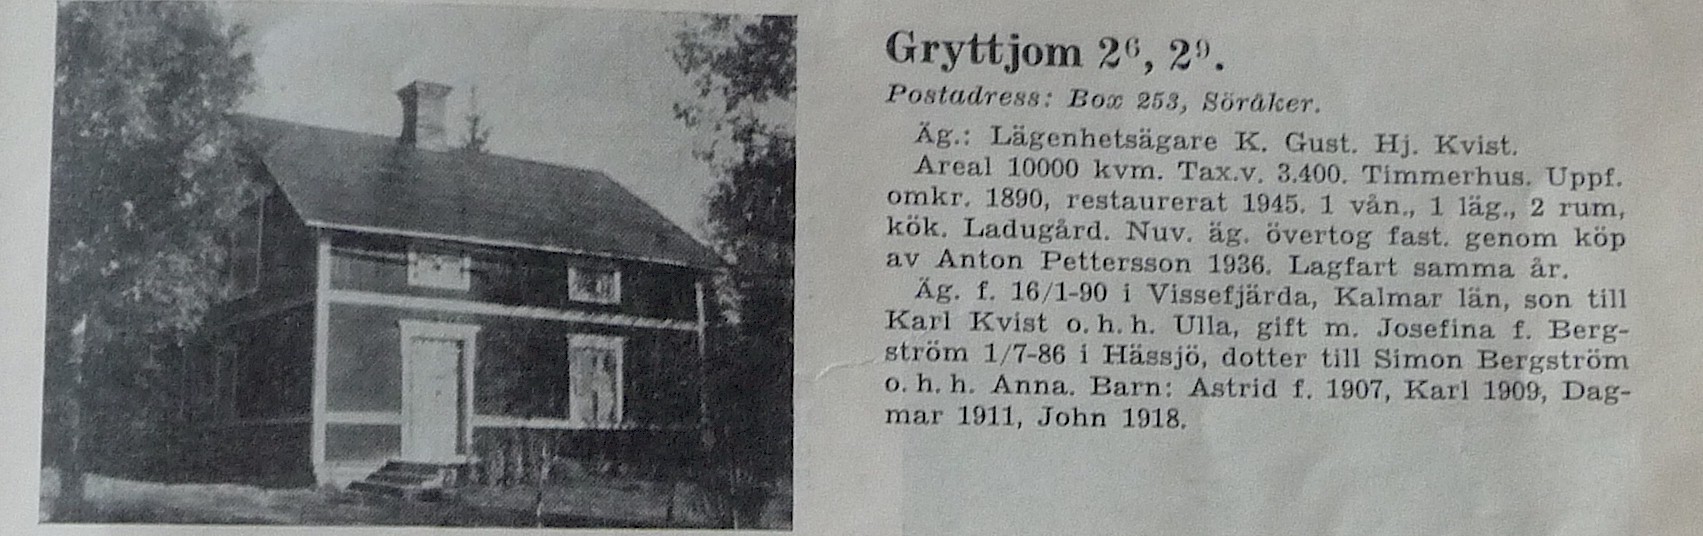 Gryttjom 2⁶, 2⁹.
Postadress: Box 253, Söråker.
Äg.: Lägenhetsägare K. Gust. Hj. Kvist.
Areal 10000 kvm. Tax.v. 3.400. Timmerhus. Uppf.
omkr. 1890, restaurerat 1945. 1 vån., 1 läg., 2 rum,
kök. Ladugård. Nuv. äg. övertog fast. genom köp
av Anton Pettersson 1936. Lagfart samma år.
Äg. f. 16/1-90 i Vissefjärda, Kalmar län, son till
Karl Kvist o. h. h. Ulla, gift m. Josefina f. Berg-
ström 1/7-86 i Hässjö, dotter till Simon Bergström
o. h. h. Anna. Barn: Astrid f. 1907, Karl 1909, Dag-
mar 1911, John 1918.